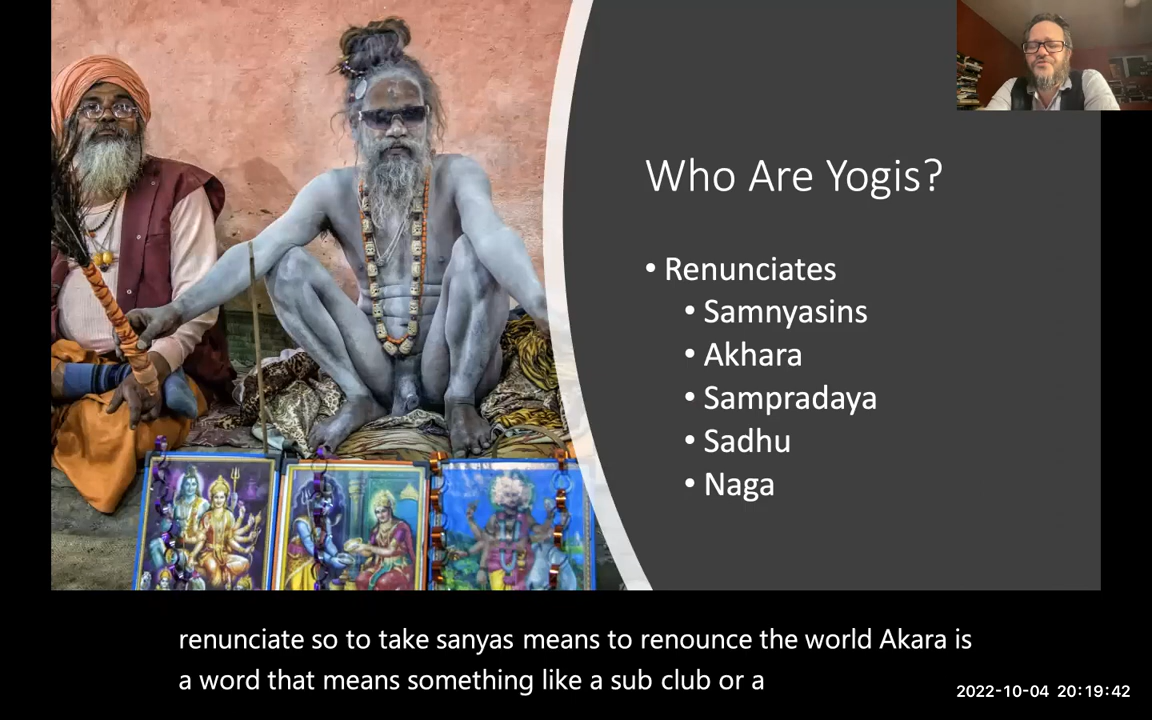 Who Are Yogis?
• Renunciates
• Samnyasins
• Akhara
• Sampradaya
• Sadhu
• Naga
renunciate so to take sanyas means to renounce the world Akara is
a word that means something like a sub club or a
2022-10-04 20:19:42